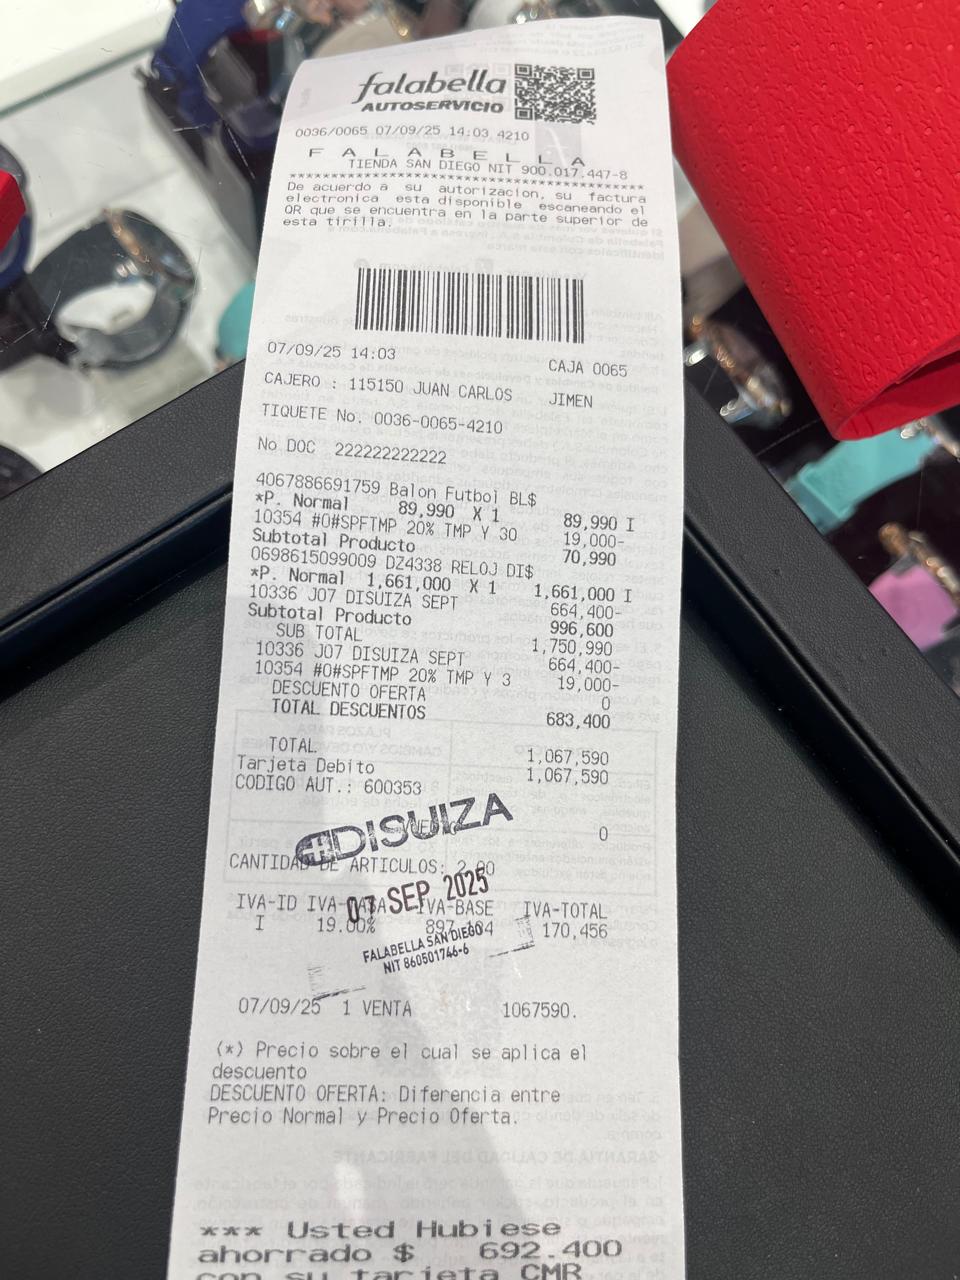 falabella
AUTOSERVICIO
0036/0065 07/09/25 14:03 4210
F A L A B E L L A
TIENDA SAN DIEGO NIT 900.017.447-8
De acuerdo a su autorizacion, su factura
electronica esta disponible escaneando el
QR que se encuentra en la parte superior de
esta tirilla.
07/09/25 14:03 CAJA 0065
CAJERO : 115150 JUAN CARLOS JIMEN
TIQUETE No. 0036-0065-4210
No DOC 222222222222
4067886691759 Balon Futbol BL$
*P. Normal 89,990 X 1 89,990 I
10354 #0#SPFTMP 20% TMP Y 30 19,000-
Subtotal Producto 70,990
0698615099009 DZ4338 RELOJ DI$
*P. Normal 1,661,000 X 1 1,661,000 I
10336 J07 DISUIZA SEPT 664,400-
Subtotal Producto 996,600
SUB TOTAL 1,750,990
10336 J07 DISUIZA SEPT 664,400-
10354 #0#SPFTMP 20% TMP Y 3 19,000-
DESCUENTO OFERTA 0
TOTAL DESCUENTOS 683,400
TOTAL 1,067,590
Tarjeta Debito 1,067,590
CODIGO AUT.: 600353
0
DISUIZA
CANTIDAD DE ARTICULOS: 2.00
07 SEP 2025
IVA-ID IVA-TASA IVA-BASE IVA-TOTAL
I 19.00% 170,456
FALABELLA SAN DIEGO
NIT 860501746-6
07/09/25 1 VENTA 1067590.
(*) Precio sobre el cual se aplica el
descuento
DESCUENTO OFERTA: Diferencia entre
Precio Normal y Precio Oferta.
*** Usted Hubiese
ahorrado $ 692.400
con su tarjeta CMR